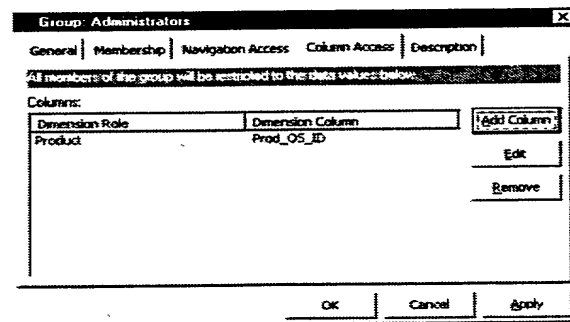 Group: Administrators
General Membership Navigation Access Column Access Description
All members of the group will be restricted to the data values below.
Columns:
Dimension Role Dimension Column Add Column
Product Prod_OS_ID
Edit
Remove
OK Cancel Apply